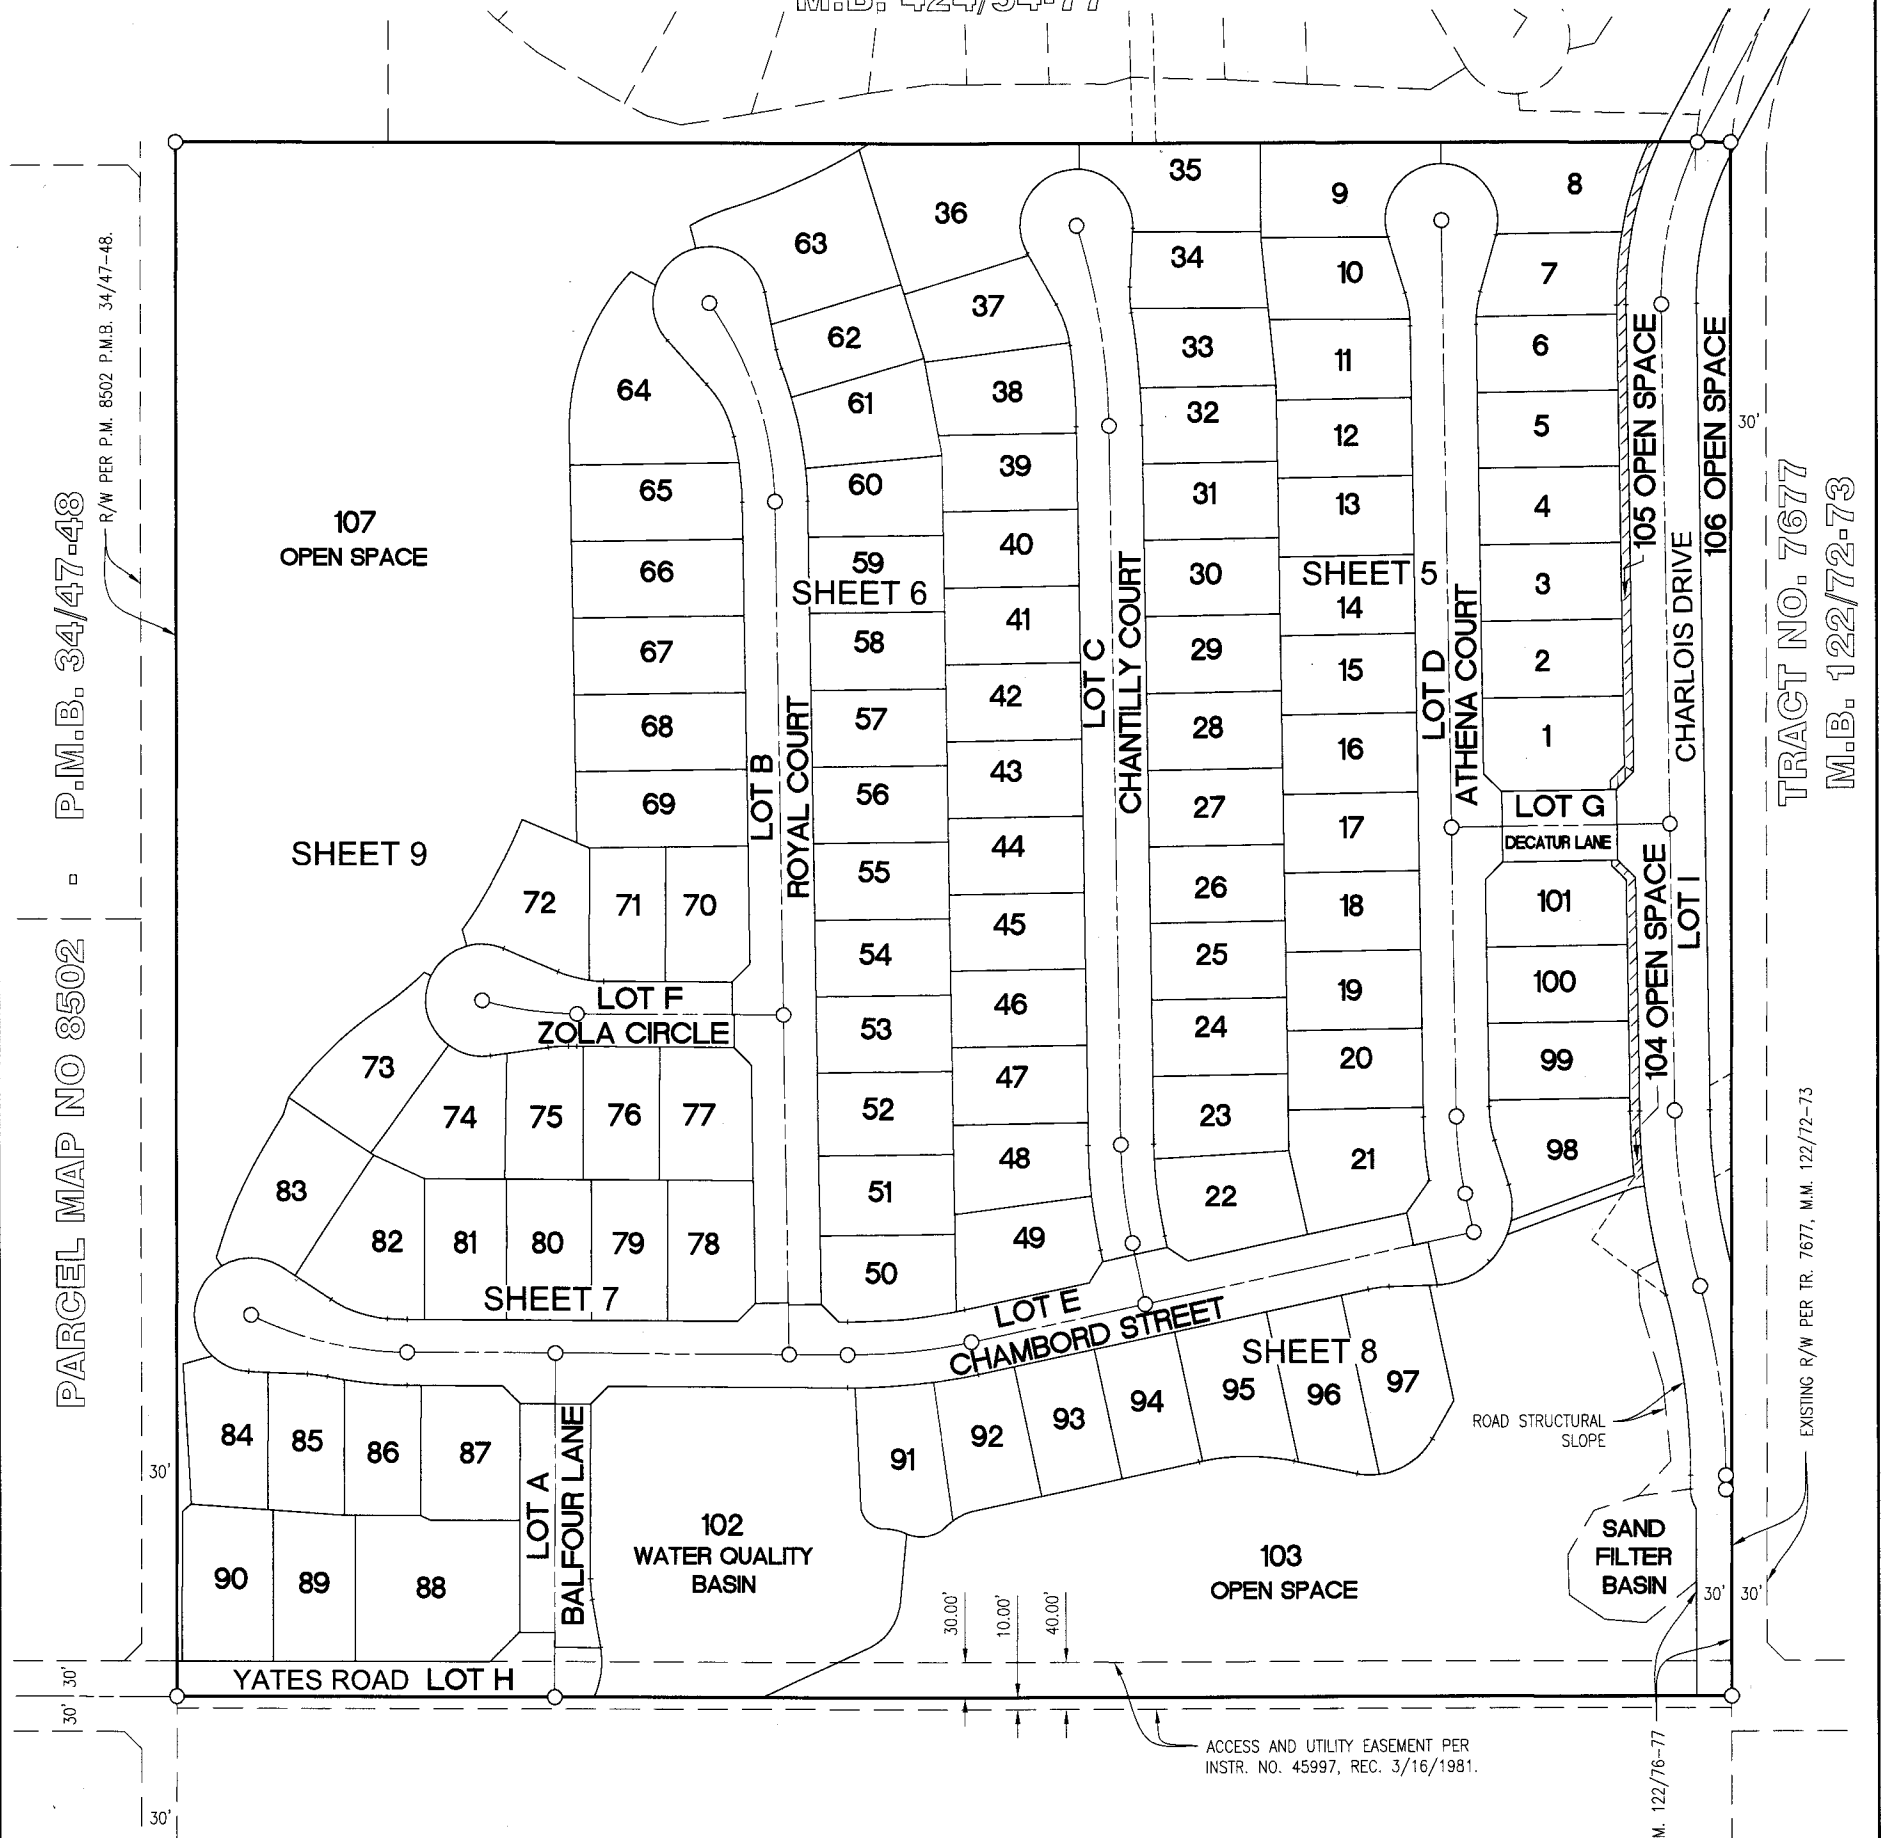 M.B. 424/54-77
35
9
8
36
63
34
10
7
37
62
33
11
6
64
38
61
32
12
5
30'
39
60
65
31
13
4
107
OPEN SPACE
40
59
SHEET 6
66
30
SHEET 5
14
3
41
58
67
29
15
2
42
57
68
28
16
1
43
56
69
27
17
LOT G
DECATUR LANE
44
55
SHEET 9
26
18
101
72
71
70
45
54
25
19
100
LOT F
ZOLA CIRCLE
46
53
24
20
99
73
47
52
74
75
76
77
23
21
98
48
51
83
22
49
50
82
81
80
79
78
SHEET 7
LOT E
CHAMBORD STREET
SHEET 8
97
96
95
94
93
92
91
84
85
86
87
30'
90
89
88
102
WATER QUALITY
BASIN
103
OPEN SPACE
SAND
FILTER
BASIN
30'
30'
ROAD STRUCTURAL
SLOPE
YATES ROAD LOT H
30'
30'
30'
30.00'
10.00'
40.00'
ACCESS AND UTILITY EASEMENT PER
INSTR. NO. 45997, REC. 3/16/1981.
PARCEL MAP NO 8502 - P.M.B. 34/47-48
R/W PER P.M. 8502 P.M.B. 34/47-48.
LOT B
ROYAL COURT
LOT C
CHANTILLY COURT
LOT D
ATHENA COURT
LOT A
BALFOUR LANE
105 OPEN SPACE
106 OPEN SPACE
CHARLOIS DRIVE
104 OPEN SPACE
LOT I
TRACT NO. 7677
M.B. 122/72-73
EXISTING R/W PER TR. 7677, M.M. 122/72-73
M. 122/76-77